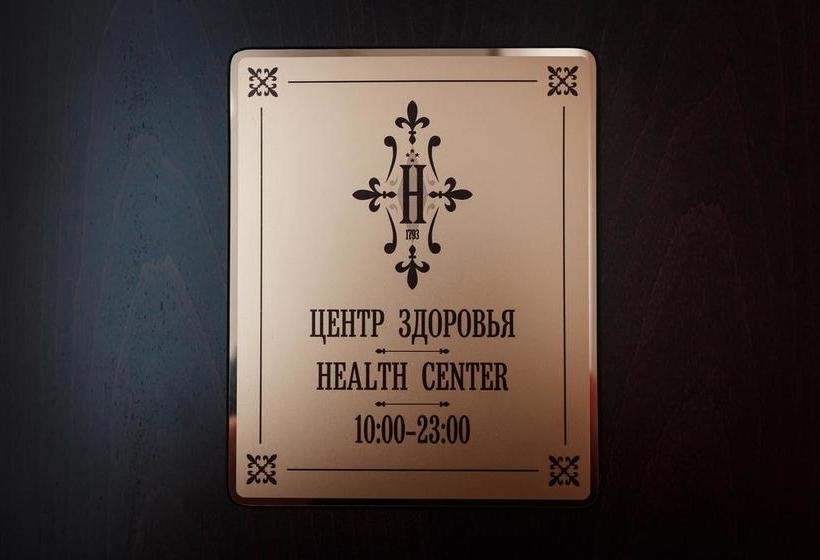 H
1793
ЦЕНТР ЗДОРОВЬЯ
HEALTH CENTER
10:00-23:00